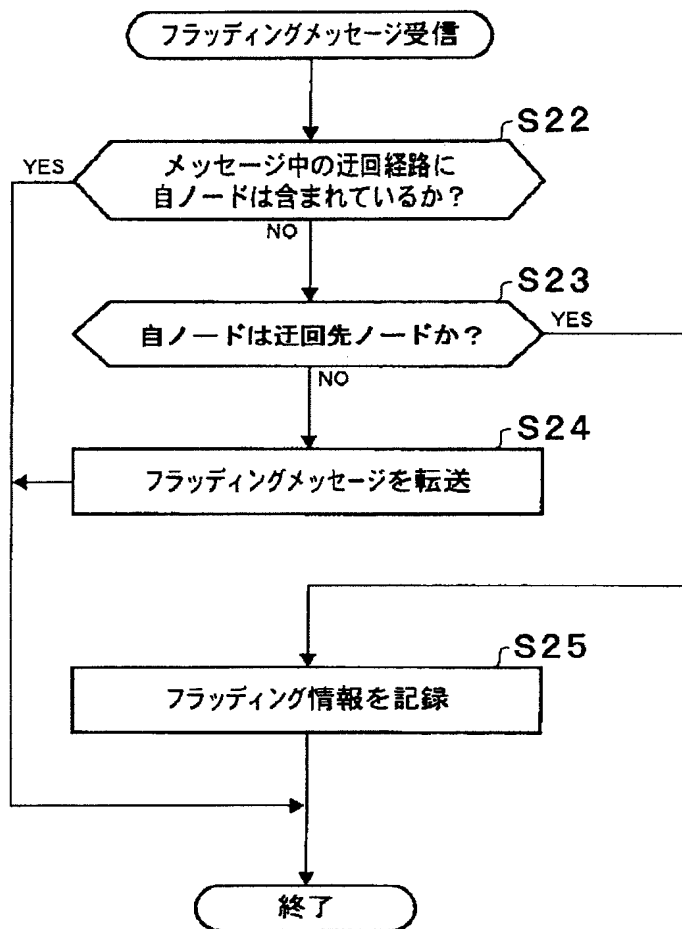 フラッディングメッセージ受信
S22
YES
メッセージ中の迂回経路に
自ノードは含まれているか？
NO
S23
自ノードは迂回先ノードか？
YES
NO
S24
フラッディングメッセージを転送
S25
フラッディング情報を記録
終了